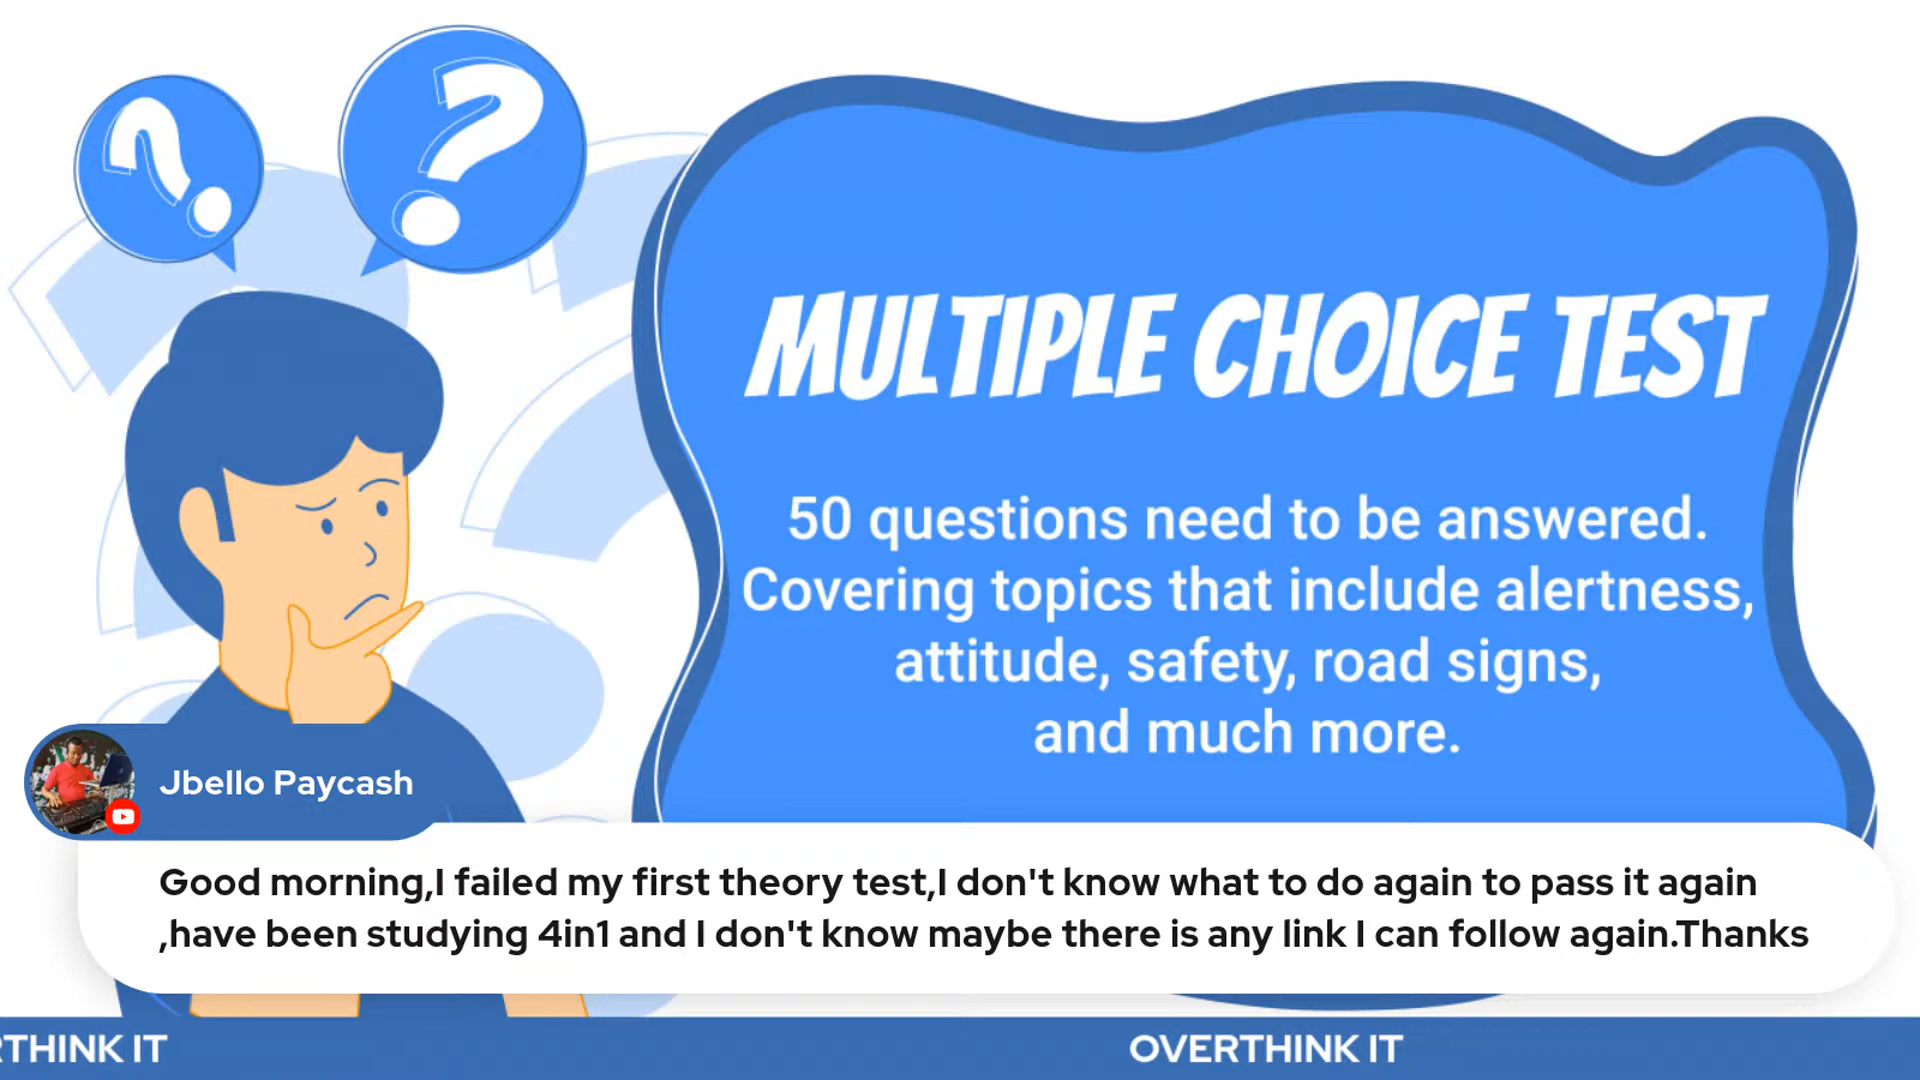 MULTIPLE CHOICE TEST
50 questions need to be answered.
Covering topics that include alertness,
attitude, safety, road signs,
and much more.
Jbello Paycash
Good morning,I failed my first theory test,I don't know what to do again to pass it again
,have been studying 4in1 and I don't know maybe there is any link I can follow again.Thanks
RTHINK IT
OVERTHINK IT